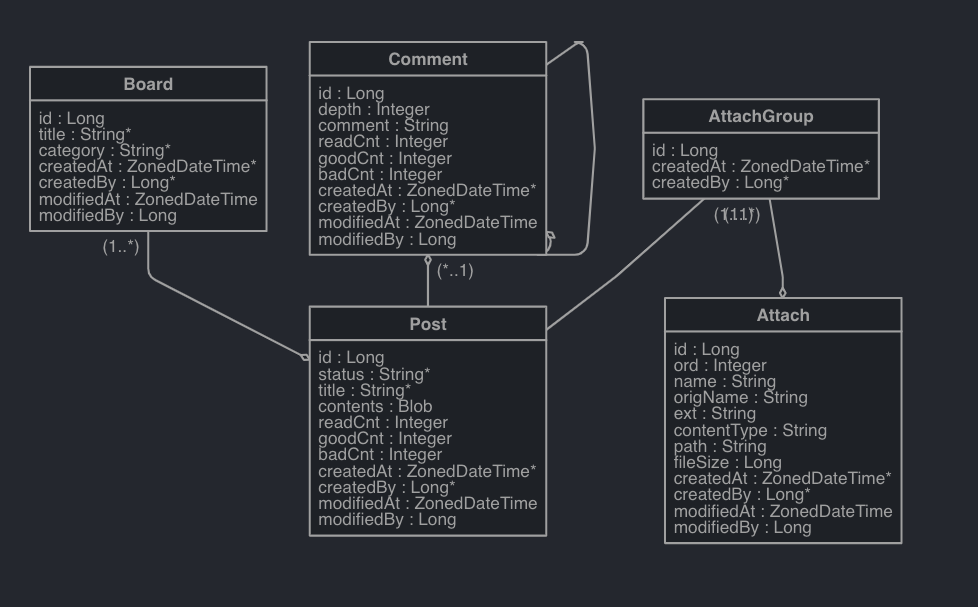 Board
id : Long
title : String*
category : String*
createdAt : ZonedDateTime*
createdBy : Long*
modifiedAt : ZonedDateTime
modifiedBy : Long
(1..*)
Comment
id : Long
depth : Integer
comment : String
readCnt : Integer
goodCnt : Integer
badCnt : Integer
createdAt : ZonedDateTime*
createdBy : Long*
modifiedAt : ZonedDateTime
modifiedBy : Long
(*..1)
AttachGroup
id : Long
createdAt : ZonedDateTime*
createdBy : Long*
Post
id : Long
status : String*
title : String*
contents : Blob
readCnt : Integer
goodCnt : Integer
badCnt : Integer
createdAt : ZonedDateTime*
createdBy : Long*
modifiedAt : ZonedDateTime
modifiedBy : Long
Attach
id : Long
ord : Integer
name : String
origName : String
ext : String
contentType : String
path : String
fileSize : Long
createdAt : ZonedDateTime*
createdBy : Long*
modifiedAt : ZonedDateTime
modifiedBy : Long